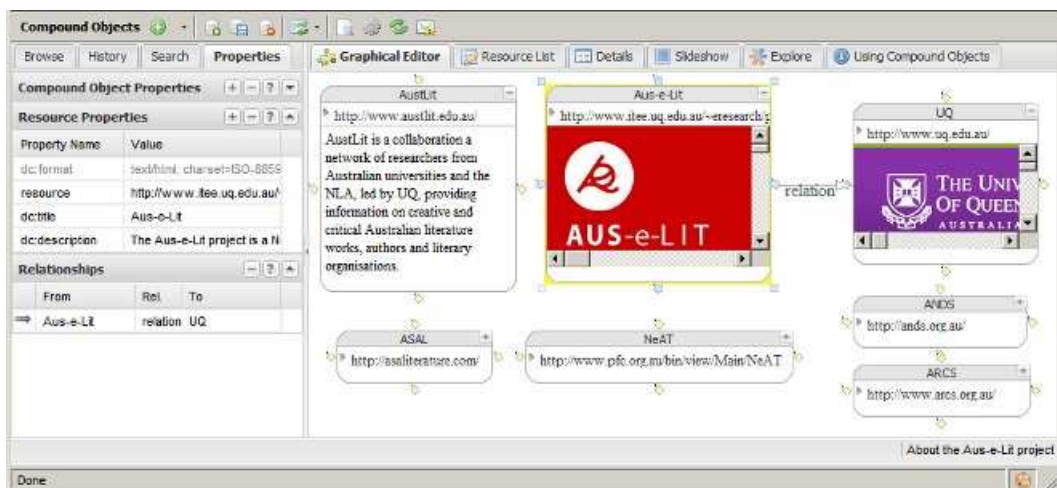 Compound Objects
Browse History Search Properties
Graphical Editor Resource List Details Slideshow Explore Using Compound Objects
Compound Object Properties
Resource Properties
Property Name Value
dc:format text/html; charset=ISO-8859
resource http://www.itee.uq.edu.au/
dc:title Aus-e-Lit
dc:description The Aus-e-Lit project is a N
Relationships
From Rel. To
Aus-e-Lit relation UQ
AustLit
http://www.austlit.edu.au/
AustLit is a collaboration a
network of researchers from
Australian universities and the
NLA, led by UQ, providing
information on creative and
critical Australian literature
works, authors and literary
organisations.
Aus-e-Lit
http://www.itee.uq.edu.au/~eresearch/
AUS-e-LIT
relation
UQ
http://www.uq.edu.au/
THE UNIV
OF QUEEN
AUSTRALIA
ASAL
http://asaliterature.com/
NeAT
http://www.pfc.org.au/bin/view/Main/NeAT
ANDS
http://ands.org.au/
ARCS
http://www.arcs.org.au/
About the Aus-e-Lit project
Done